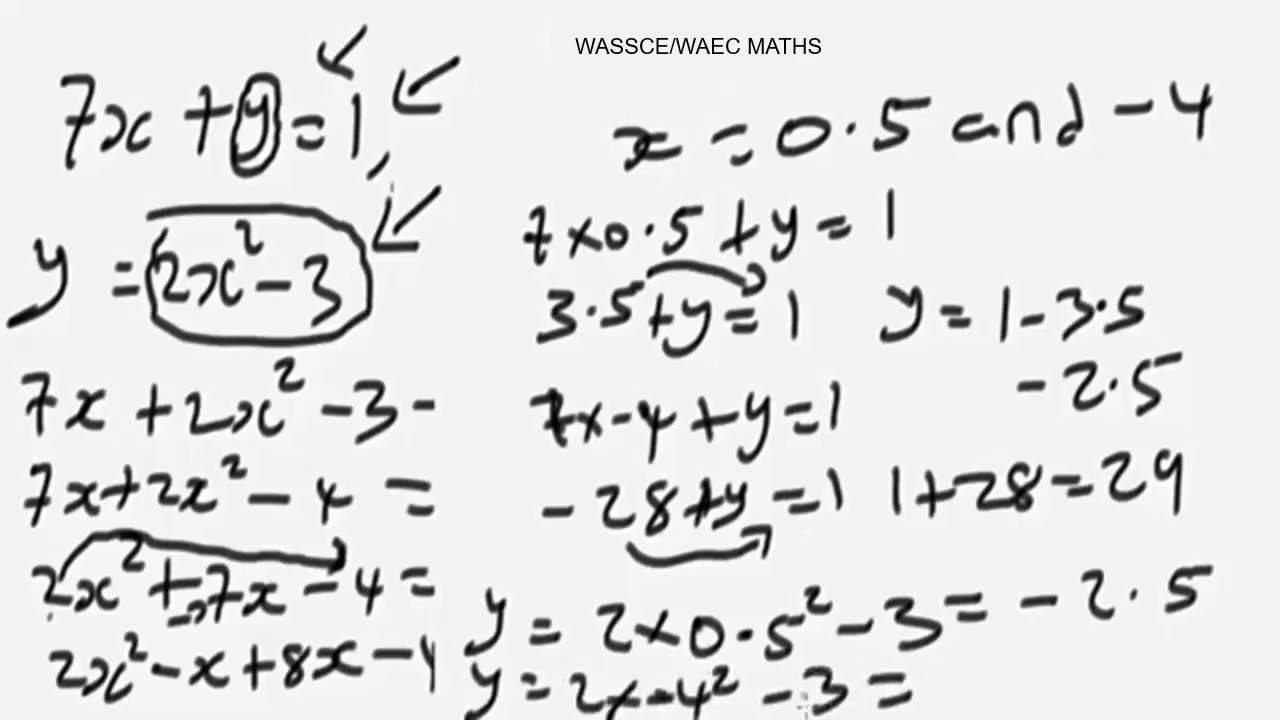 WASSCE/WAEC MATHS
7x + y = 1,
y = 2x² - 3
7x + 2x² - 3 -
7x + 2x² - 4 =
2x² + 7x - 4 =
2x² - x + 8x - 4
x = 0.5 and -4
7 x 0.5 + y = 1
3.5 + y = 1 y = 1 - 3.5
- 2.5
7x - 4 + y = 1
- 28 + y = 1 1 + 28 = 29
y = 2 x 0.5² - 3 = - 2.5
y = 2 x -4² - 3 =